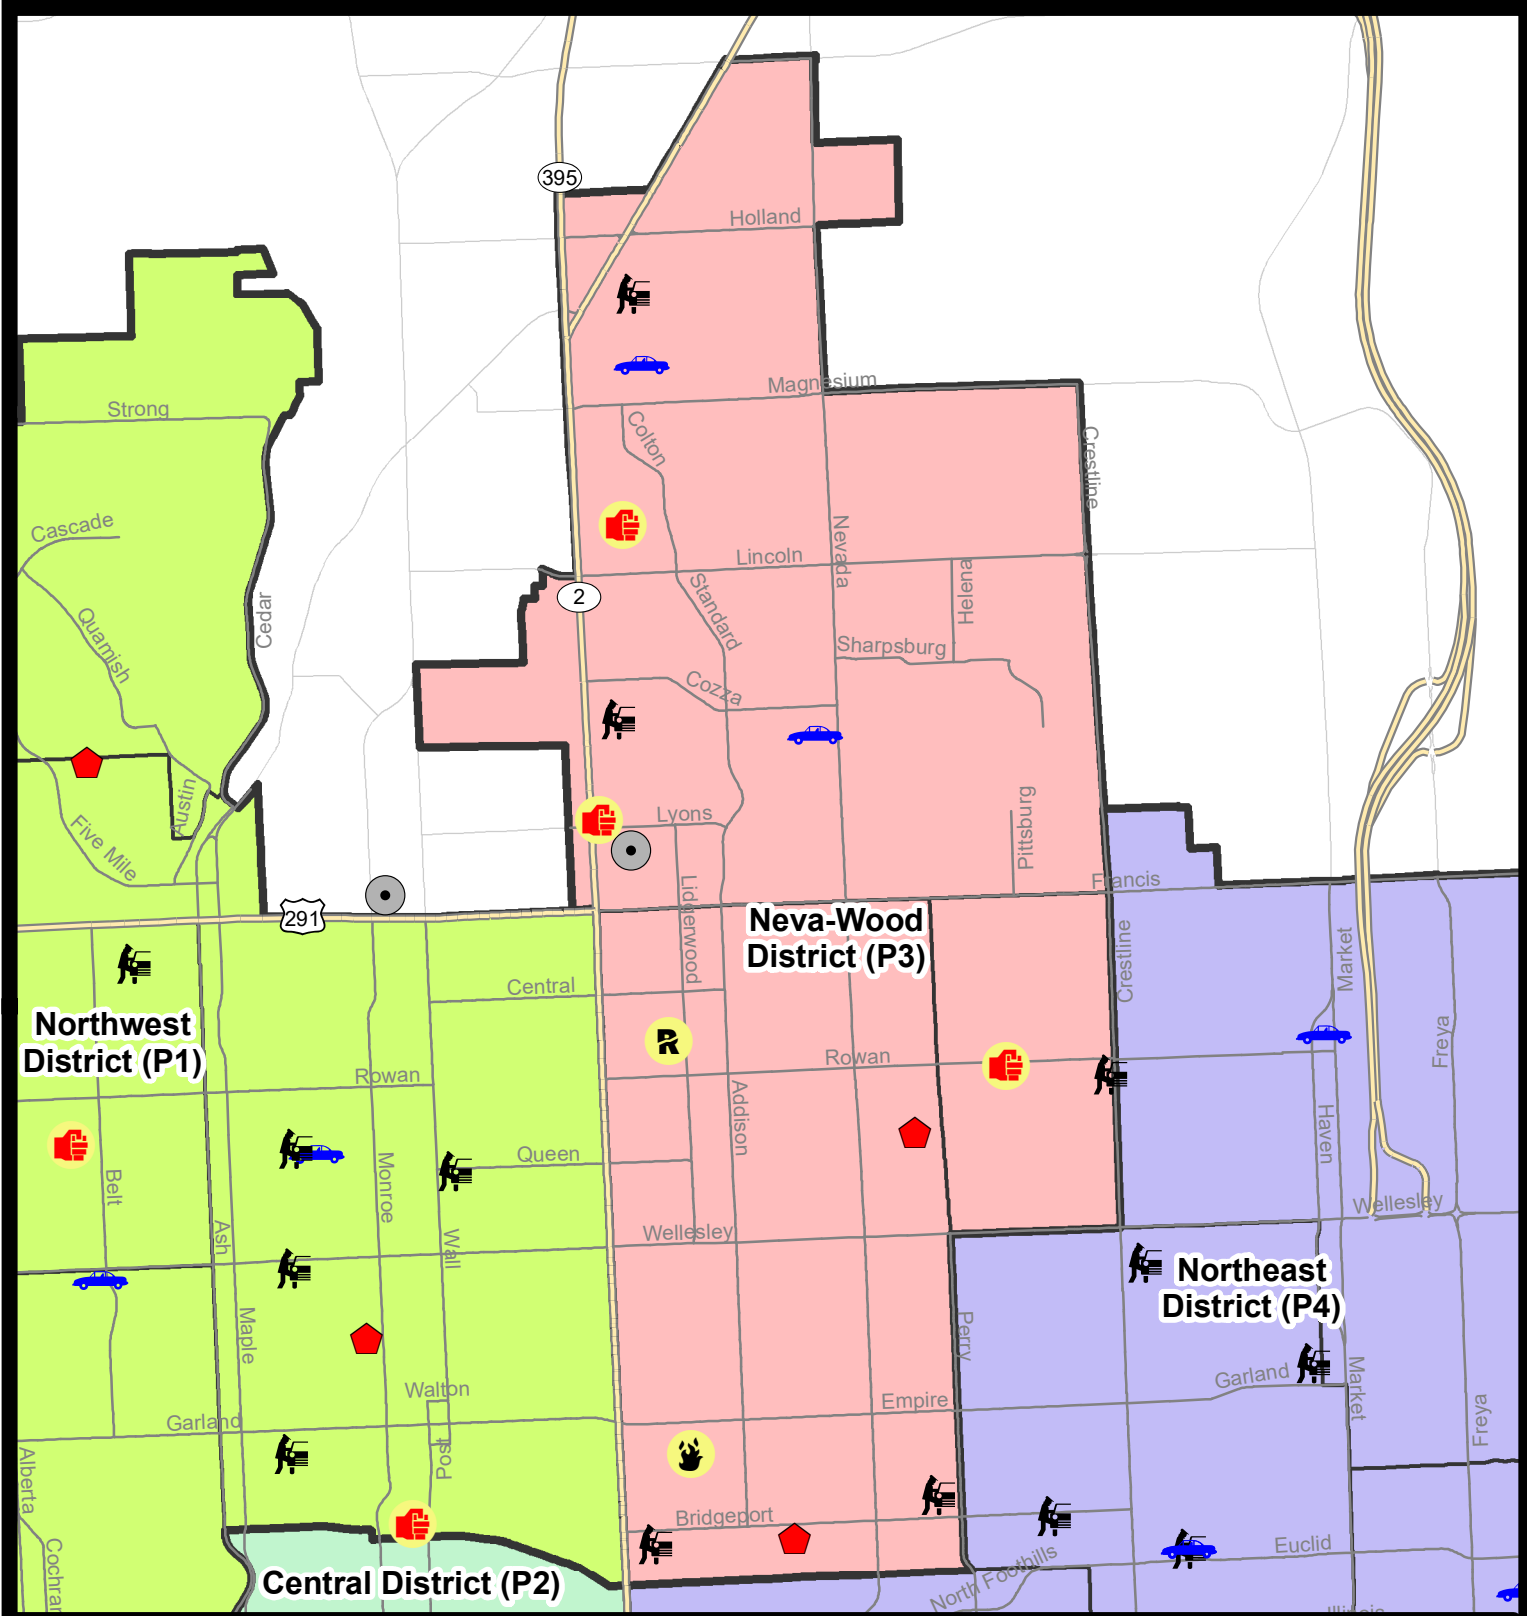 395
Holland
Magnesium
Strong
Colton
Crestline
Cascade
Nevada
Lincoln
Helena
2
Cedar
Standard
Quamish
Sharpsburg
Cozza
Austin
Lyons
Pittsburg
Five Mile
Lidgerwood
Francis
291
Neva-Wood
District (P3)
Crestline
Market
Central
Northwest
District (P1)
Freya
Rowan
Rowan
Addison
Haven
Queen
Belt
Monroe
Wall
Ash
Wellesley
Wellesley
Northeast
District (P4)
Maple
Perry
Garland
Market
Walton
Empire
Freya
Garland
Post
Alberta
Bridgeport
Euclid
Cochran
North Foothills
Central District (P2)